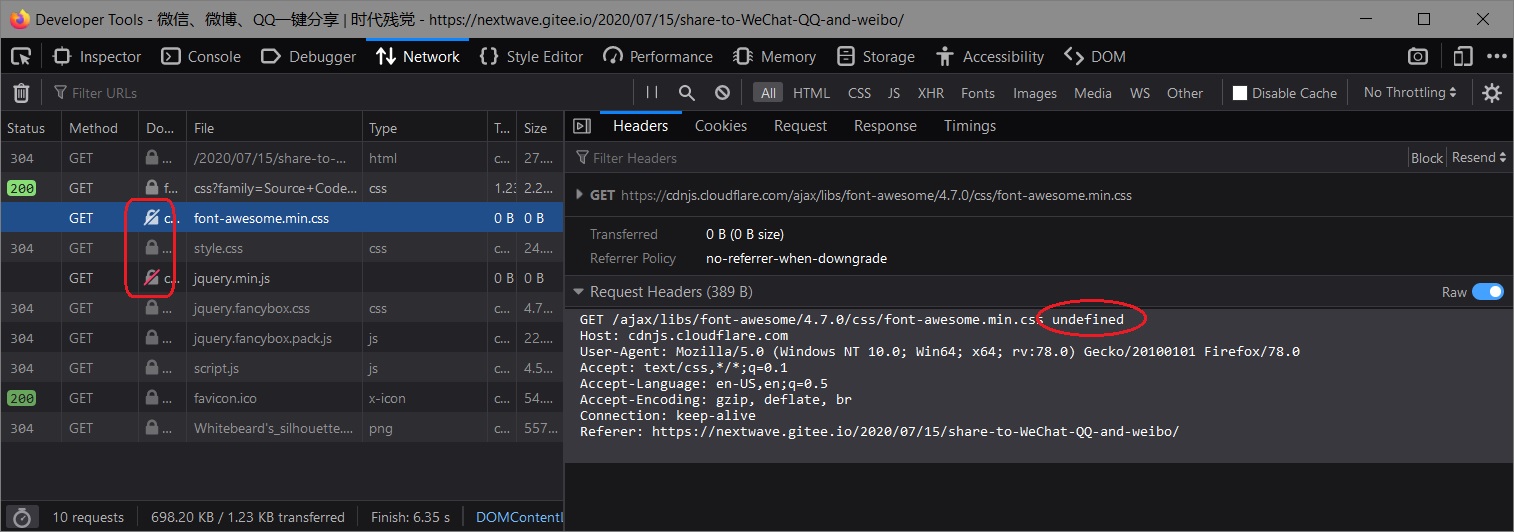 Developer Tools - 微信、微博、QQ一键分享 | 时代残党 - https://nextwave.gitee.io/2020/07/15/share-to-WeChat-QQ-and-weibo/
Inspector Console Debugger Network Style Editor Performance Memory Storage Accessibility DOM
Filter URLs All HTML CSS JS XHR Fonts Images Media WS Other Disable Cache No Throttling
Status Method Do... File Type T... Size
304 GET ... /2020/07/15/share-to-... html c... 27....
200 GET f... css?family=Source+Code... css 1.23 2.2...
GET c... font-awesome.min.css 0 B 0 B
304 GET ... style.css css c... 24....
GET c... jquery.min.js 0 B 0 B
304 GET ... jquery.fancybox.css css c... 4.7...
304 GET ... jquery.fancybox.pack.js js c... 22....
304 GET ... script.js js c... 4.5...
200 GET ... favicon.ico x-icon c... 54....
304 GET ... Whitebeard's_silhouette.... png c... 557...
10 requests 698.20 KB / 1.23 KB transferred Finish: 6.35 s DOMContentL
Headers Cookies Request Response Timings
Filter Headers Block Resend
GET https://cdnjs.cloudflare.com/ajax/libs/font-awesome/4.7.0/css/font-awesome.min.css
Transferred 0 B (0 B size)
Referrer Policy no-referrer-when-downgrade
Request Headers (389 B) Raw
GET /ajax/libs/font-awesome/4.7.0/css/font-awesome.min.css undefined
Host: cdnjs.cloudflare.com
User-Agent: Mozilla/5.0 (Windows NT 10.0; Win64; x64; rv:78.0) Gecko/20100101 Firefox/78.0
Accept: text/css,*/*;q=0.1
Accept-Language: en-US,en;q=0.5
Accept-Encoding: gzip, deflate, br
Connection: keep-alive
Referer: https://nextwave.gitee.io/2020/07/15/share-to-WeChat-QQ-and-weibo/